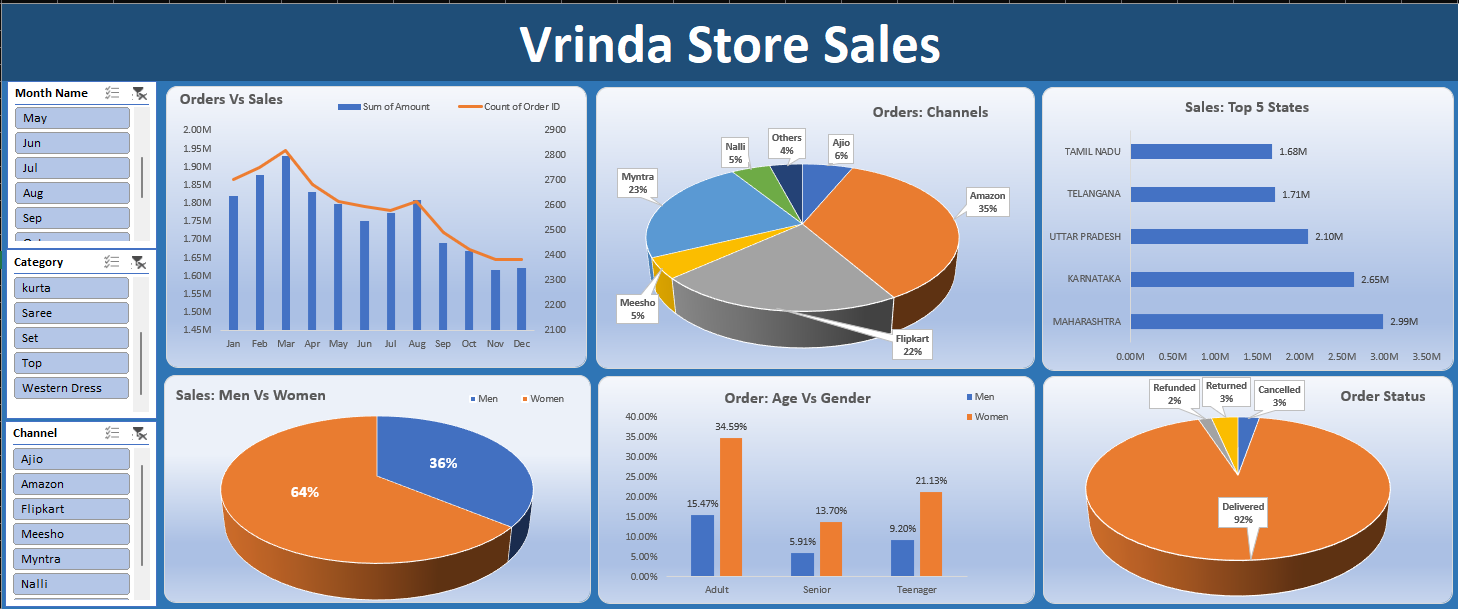 Vrinda Store Sales
Month Name
May
Jun
Jul
Aug
Sep
Category
kurta
Saree
Set
Top
Western Dress
Channel
Ajio
Amazon
Flipkart
Meesho
Myntra
Nalli
Orders Vs Sales
Sum of Amount
Count of Order ID
2.00M
1.95M
1.90M
1.85M
1.80M
1.75M
1.70M
1.65M
1.60M
1.55M
1.50M
1.45M
2900
2800
2700
2600
2500
2400
2300
2200
2100
Jan Feb Mar Apr May Jun Jul Aug Sep Oct Nov Dec
Orders: Channels
Ajio
6%
Amazon
35%
Flipkart
22%
Meesho
5%
Myntra
23%
Nalli
5%
Others
4%
Sales: Top 5 States
TAMIL NADU 1.68M
TELANGANA 1.71M
UTTAR PRADESH 2.10M
KARNATAKA 2.65M
MAHARASHTRA 2.99M
0.00M 0.50M 1.00M 1.50M 2.00M 2.50M 3.00M 3.50M
Sales: Men Vs Women
Men Women
36%
64%
Order: Age Vs Gender
Men
Women
40.00%
35.00%
30.00%
25.00%
20.00%
15.00%
10.00%
5.00%
0.00%
15.47% 34.59%
5.91% 13.70%
9.20% 21.13%
Adult Senior Teenager
Order Status
Refunded
2%
Returned
3%
Cancelled
3%
Delivered
92%